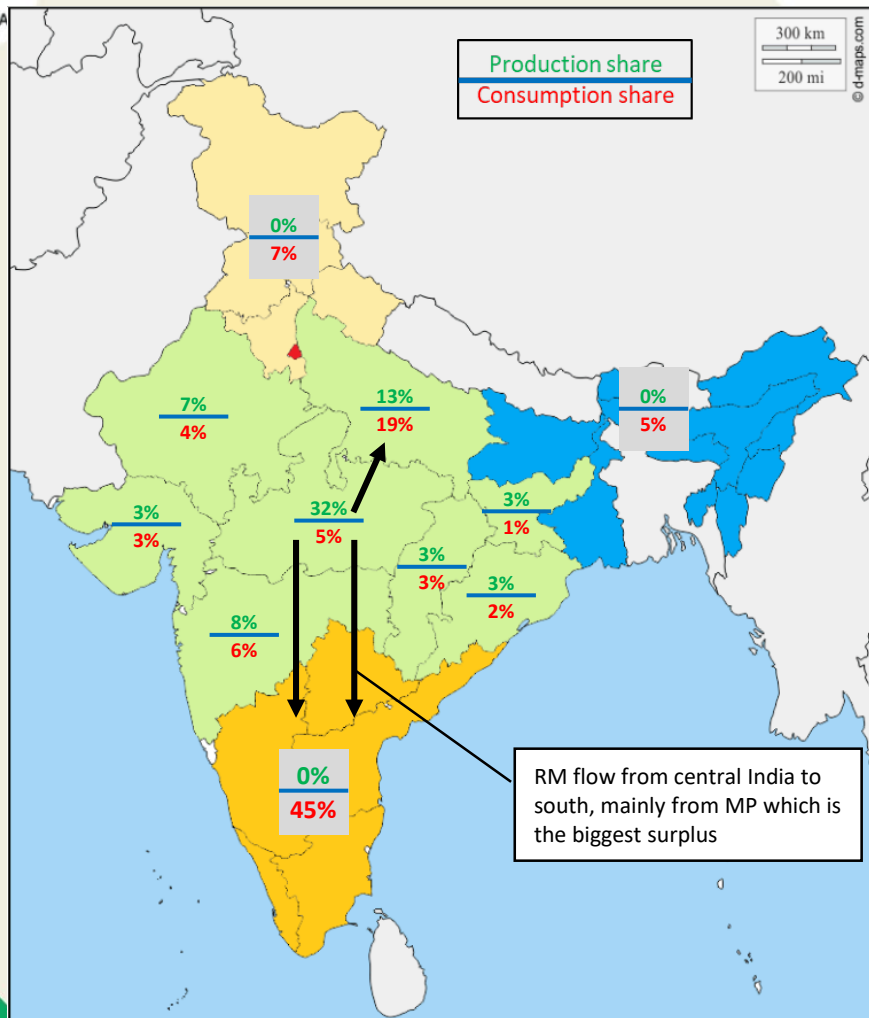 300 km
200 mi
© d-maps.com
Production share
Consumption share
0%
7%
7%
4%
13%
19%
0%
5%
3%
3%
32%
5%
3%
1%
3%
3%
3%
2%
8%
6%
0%
45%
RM flow from central India to
south, mainly from MP which is
the biggest surplus